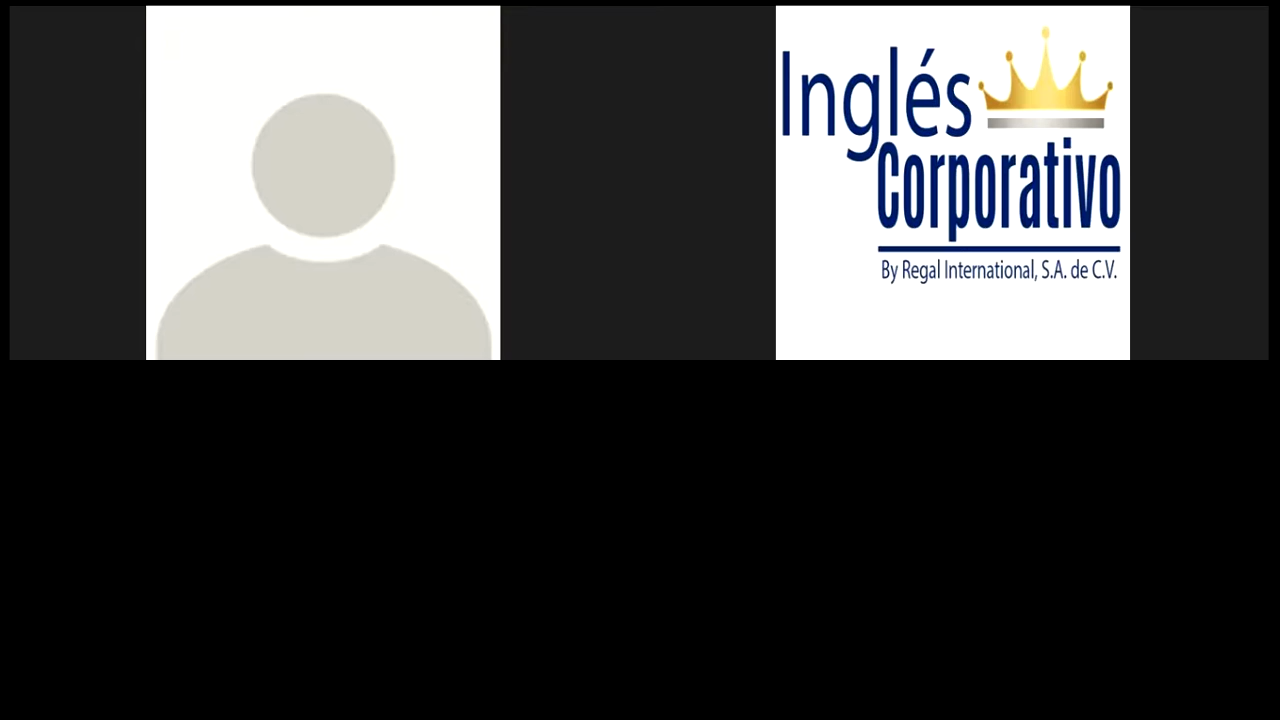 Inglés
Corporativo
By Regal International, S.A. de C.V.